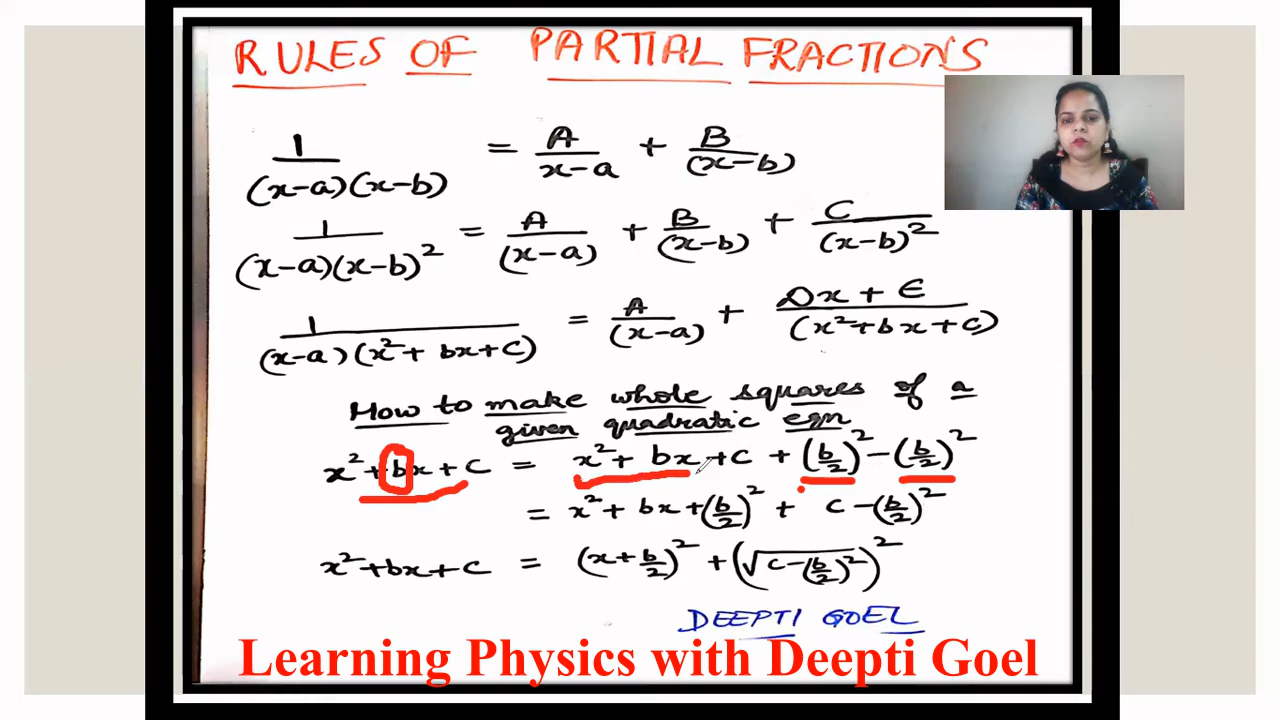 RULES OF PARTIAL FRACTIONS
1/((x-a)(x-b)) = A/(x-a) + B/(x-b)
1/((x-a)(x-b)²) = A/(x-a) + B/(x-b) + C/(x-b)²
1/((x-a)(x²+bx+c)) = A/(x-a) + (Dx+E)/(x²+bx+c)
How to make whole squares of a
given quadratic eqn
x²+bx+c = x²+bx+c+(b/2)²-(b/2)²
= x²+bx+(b/2)²+c-(b/2)²
x²+bx+c = (x+b/2)²+(√(c-(b/2)²))²
DEEPTI GOEL
Learning Physics with Deepti Goel